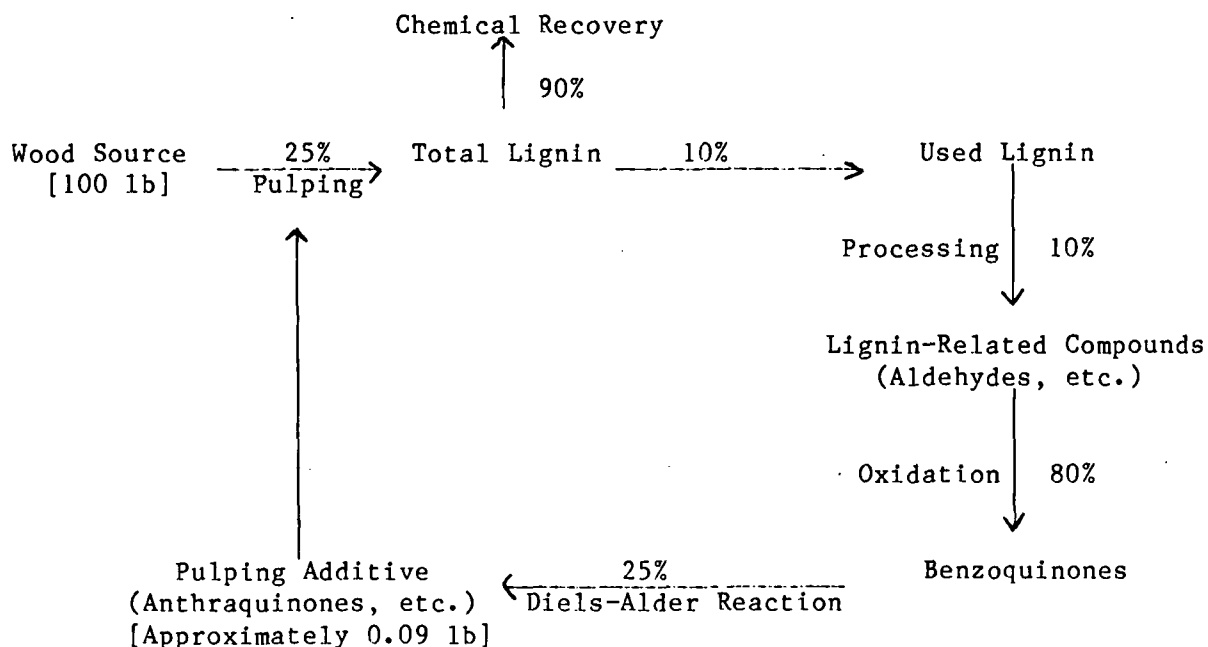 Chemical Recovery
90%
Wood Source
[100 lb]
25%
Pulping
Total Lignin
10%
Used Lignin
Processing
10%
Lignin-Related Compounds
(Aldehydes, etc.)
Oxidation
80%
Benzoquinones
25%
Diels-Alder Reaction
Pulping Additive
(Anthraquinones, etc.)
[Approximately 0.09 lb]